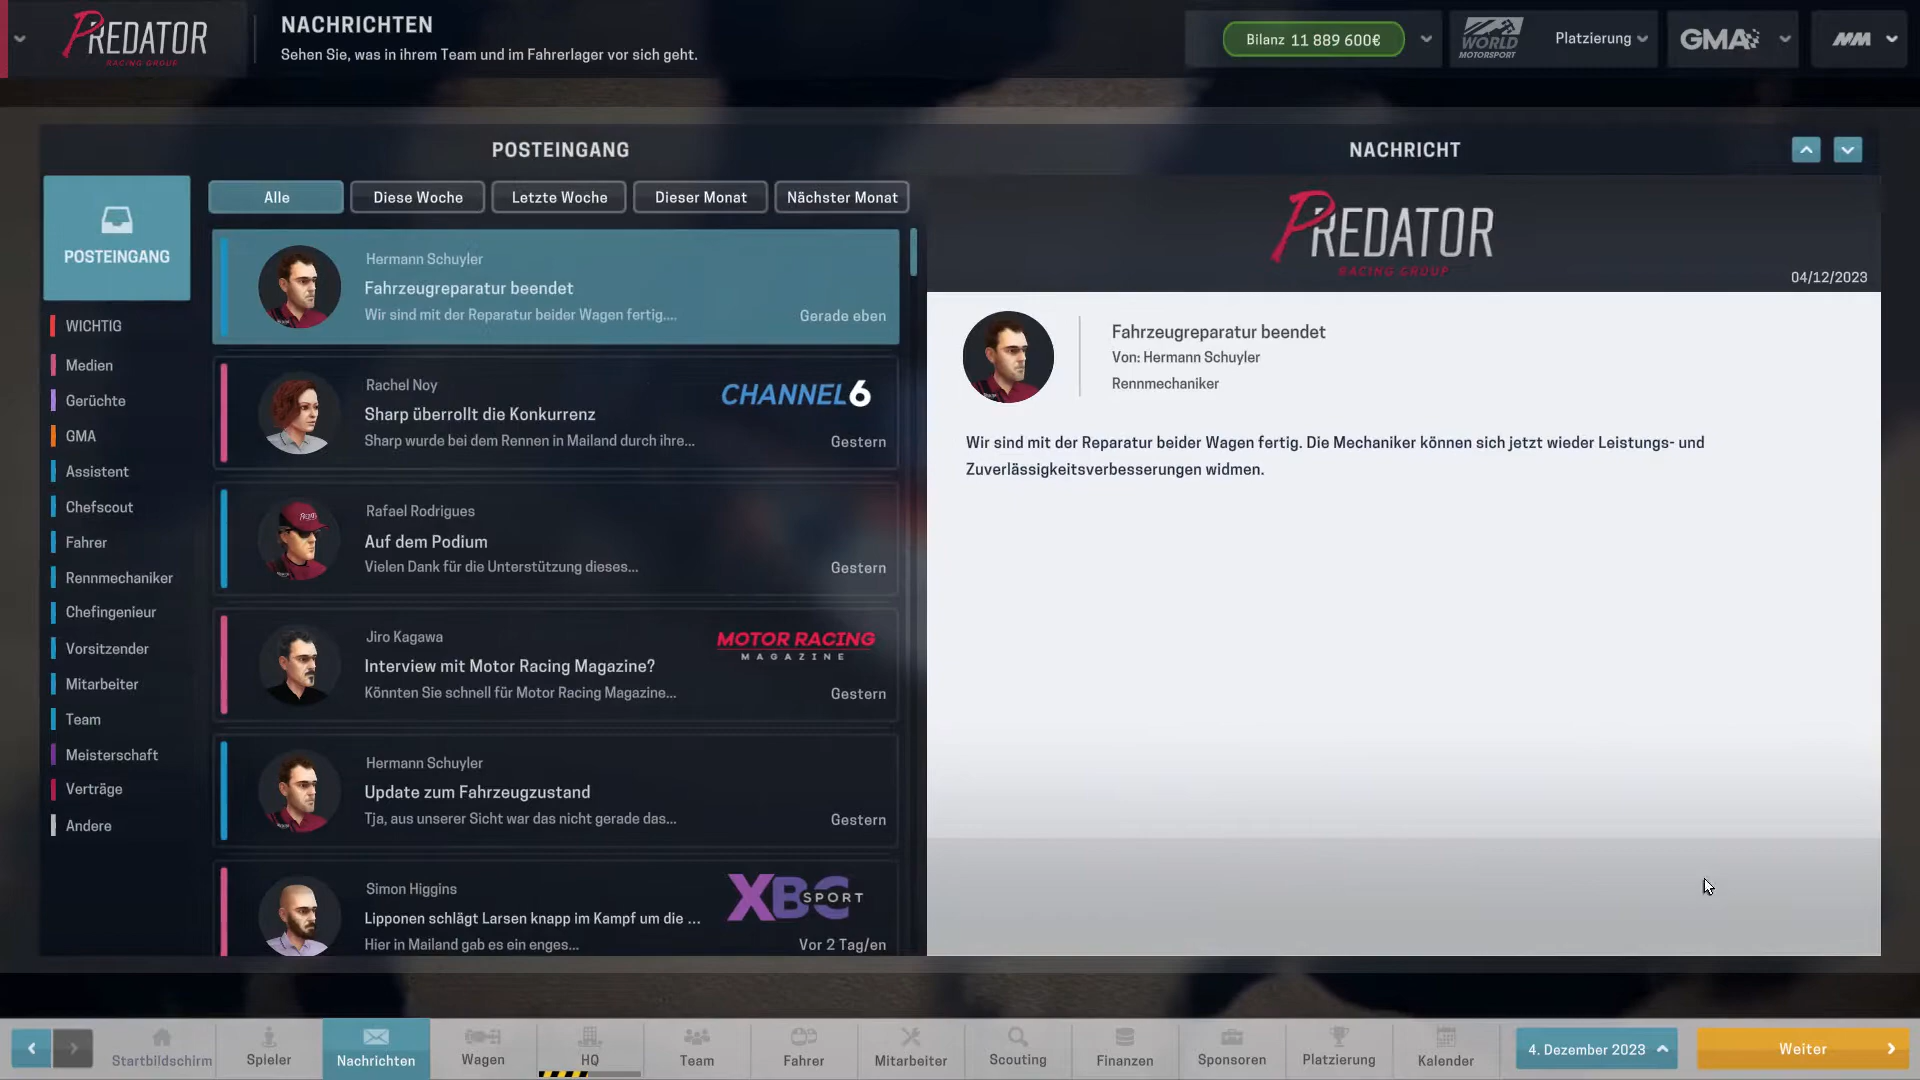 PREDATOR
RACING GROUP
NACHRICHTEN
Sehen Sie, was in ihrem Team und im Fahrerlager vor sich geht.
Bilanz 11 889 600€
WORLD
MOTORSPORT
Platzierung
GMA
MM
POSTEINGANG
NACHRICHT
POSTEINGANG
WICHTIG
Medien
Gerüchte
GMA
Assistent
Chefscout
Fahrer
Rennmechaniker
Chefingenieur
Vorsitzender
Mitarbeiter
Team
Meisterschaft
Verträge
Andere
Alle
Diese Woche
Letzte Woche
Dieser Monat
Nächster Monat
Hermann Schuyler
Fahrzeugreparatur beendet
Wir sind mit der Reparatur beider Wagen fertig....
Gerade eben
Rachel Noy
CHANNEL6
Sharp überrollt die Konkurrenz
Sharp wurde bei dem Rennen in Mailand durch ihre...
Gestern
Rafael Rodrigues
Auf dem Podium
Vielen Dank für die Unterstützung dieses...
Gestern
Jiro Kagawa
MOTOR RACING
MAGAZINE
Interview mit Motor Racing Magazine?
Könnten Sie schnell für Motor Racing Magazine...
Gestern
Hermann Schuyler
Update zum Fahrzeugzustand
Tja, aus unserer Sicht war das nicht gerade das...
Gestern
Simon Higgins
XBC SPORT
Lipponen schlägt Larsen knapp im Kampf um die ...
Hier in Mailand gab es ein enges...
Vor 2 Tag/en
PREDATOR
RACING GROUP
04/12/2023
Fahrzeugreparatur beendet
Von: Hermann Schuyler
Rennmechaniker
Wir sind mit der Reparatur beider Wagen fertig. Die Mechaniker können sich jetzt wieder Leistungs- und
Zuverlässigkeitsverbesserungen widmen.
Startbildschirm
Spieler
Nachrichten
Wagen
HQ
Team
Fahrer
Mitarbeiter
Scouting
Finanzen
Sponsoren
Platzierung
Kalender
4. Dezember 2023
Weiter